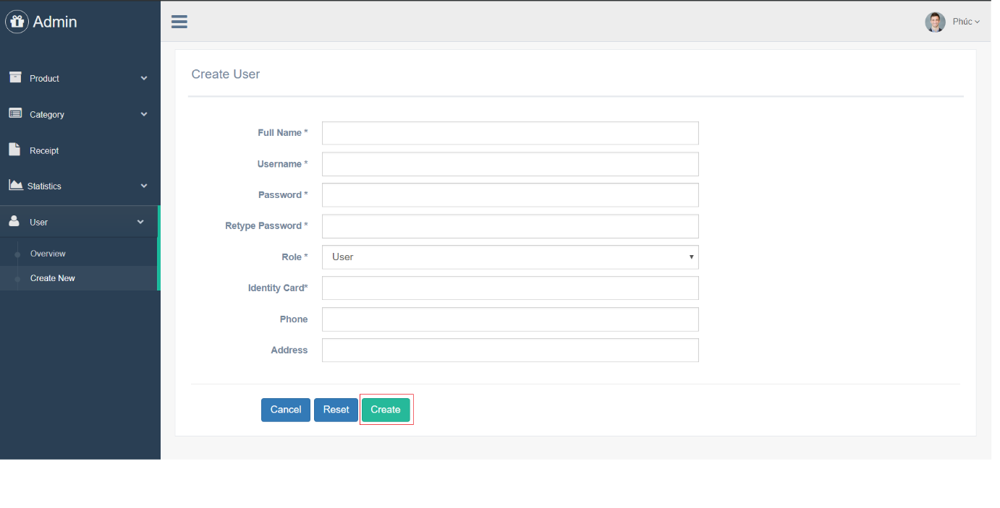 Admin
Phúc
Product
Category
Receipt
Statistics
User
Overview
Create New
Create User
Full Name *
Username *
Password *
Retype Password *
Role * User
Identity Card*
Phone
Address
Cancel Reset Create